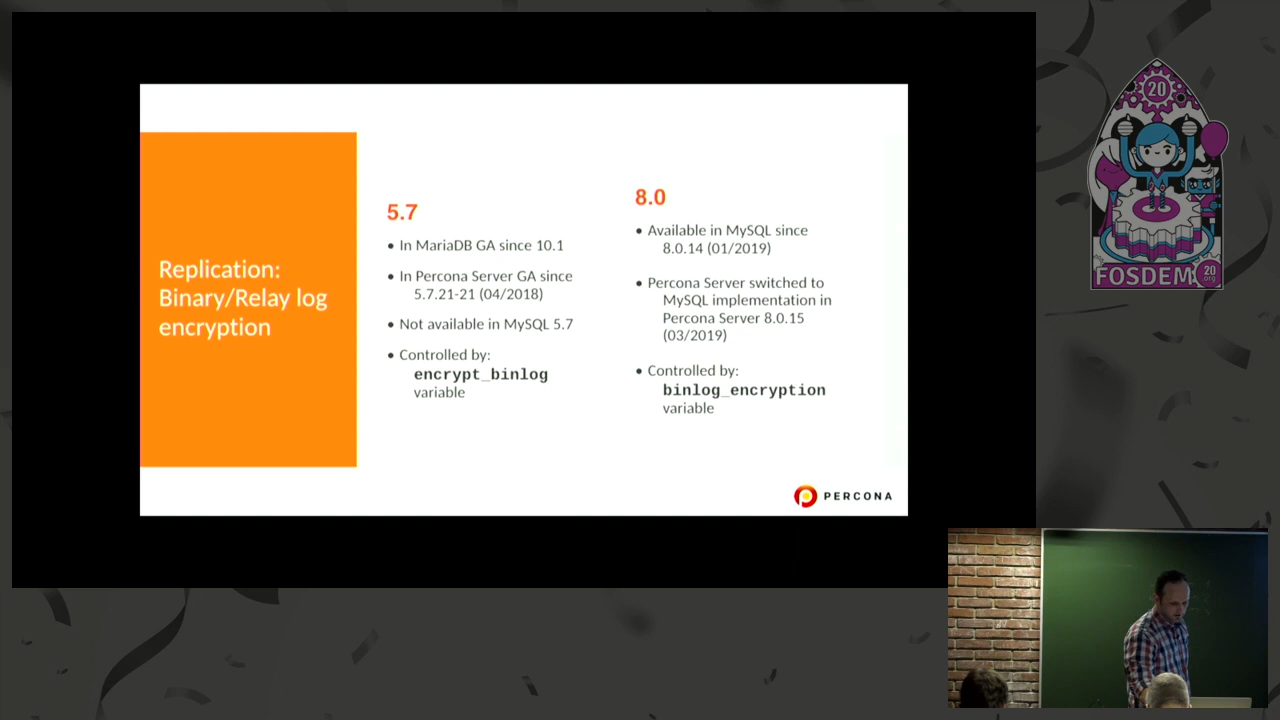 Replication:
Binary/Relay log
encryption
5.7
• In MariaDB GA since 10.1
• In Percona Server GA since
5.7.21-21 (04/2018)
• Not available in MySQL 5.7
• Controlled by:
encrypt_binlog
variable
8.0
• Available in MySQL since
8.0.14 (01/2019)
• Percona Server switched to
MySQL implementation in
Percona Server 8.0.15
(03/2019)
• Controlled by:
binlog_encryption
variable
PERCONA
20
FOSDEM
20
.org